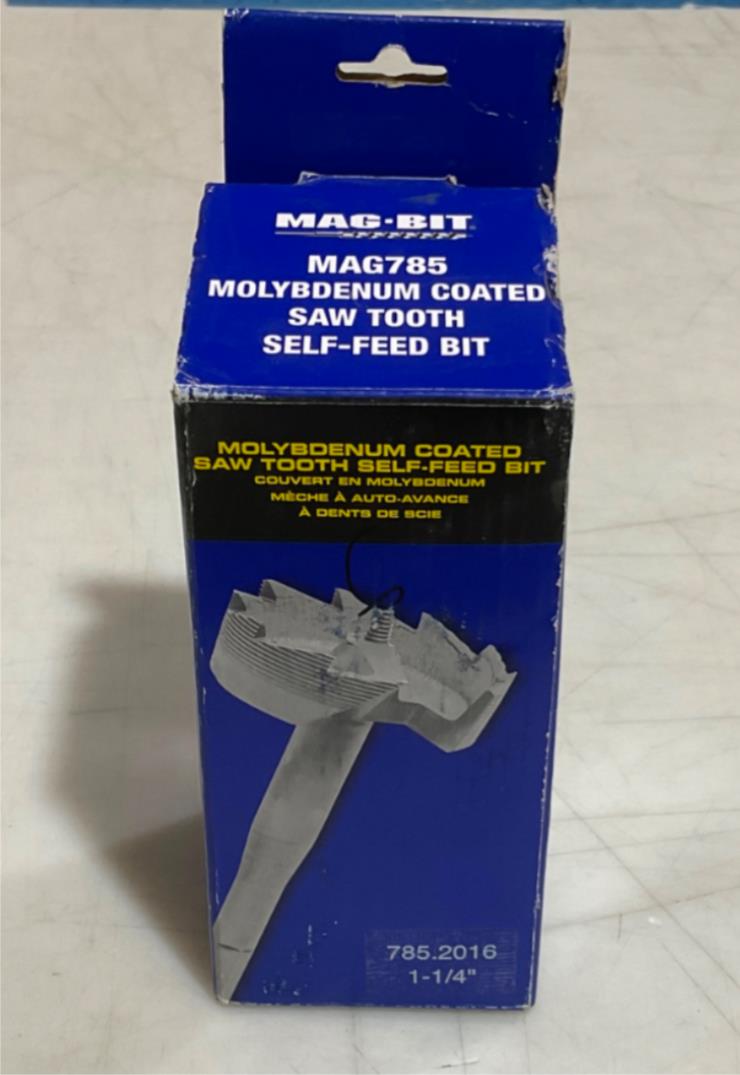 MAG-BIT
MAG785
MOLYBDENUM COATED
SAW TOOTH
SELF-FEED BIT
MOLYBDENUM COATED
SAW TOOTH SELF-FEED BIT
COUVERT EN MOLYBDENUM
MÈCHE À AUTO-AVANCE
À DENTS DE SCIE
785.2016
1-1/4"